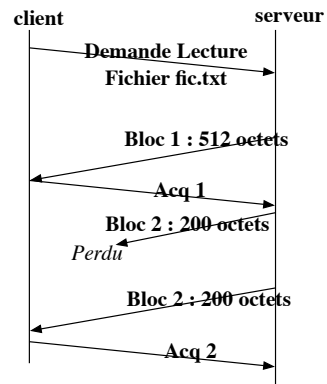 client
serveur
Demande Lecture
Fichier fic.txt
Bloc 1 : 512 octets
Acq 1
Bloc 2 : 200 octets
Perdu
Bloc 2 : 200 octets
Acq 2